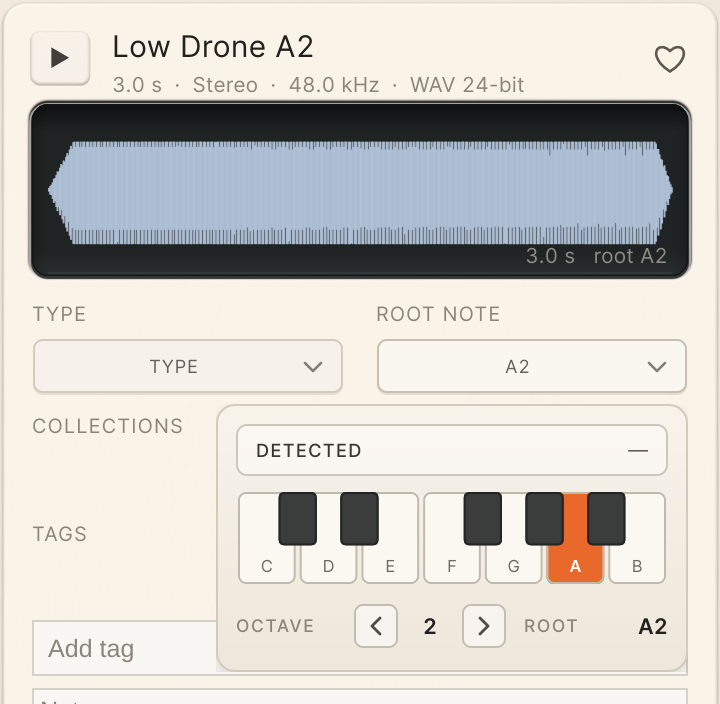 Low Drone A2
3.0 s · Stereo · 48.0 kHz · WAV 24-bit
3.0 s root A2
TYPE
ROOT NOTE
TYPE
A2
COLLECTIONS
DETECTED —
C D E F G A B
TAGS
OCTAVE 2 ROOT A2
Add tag